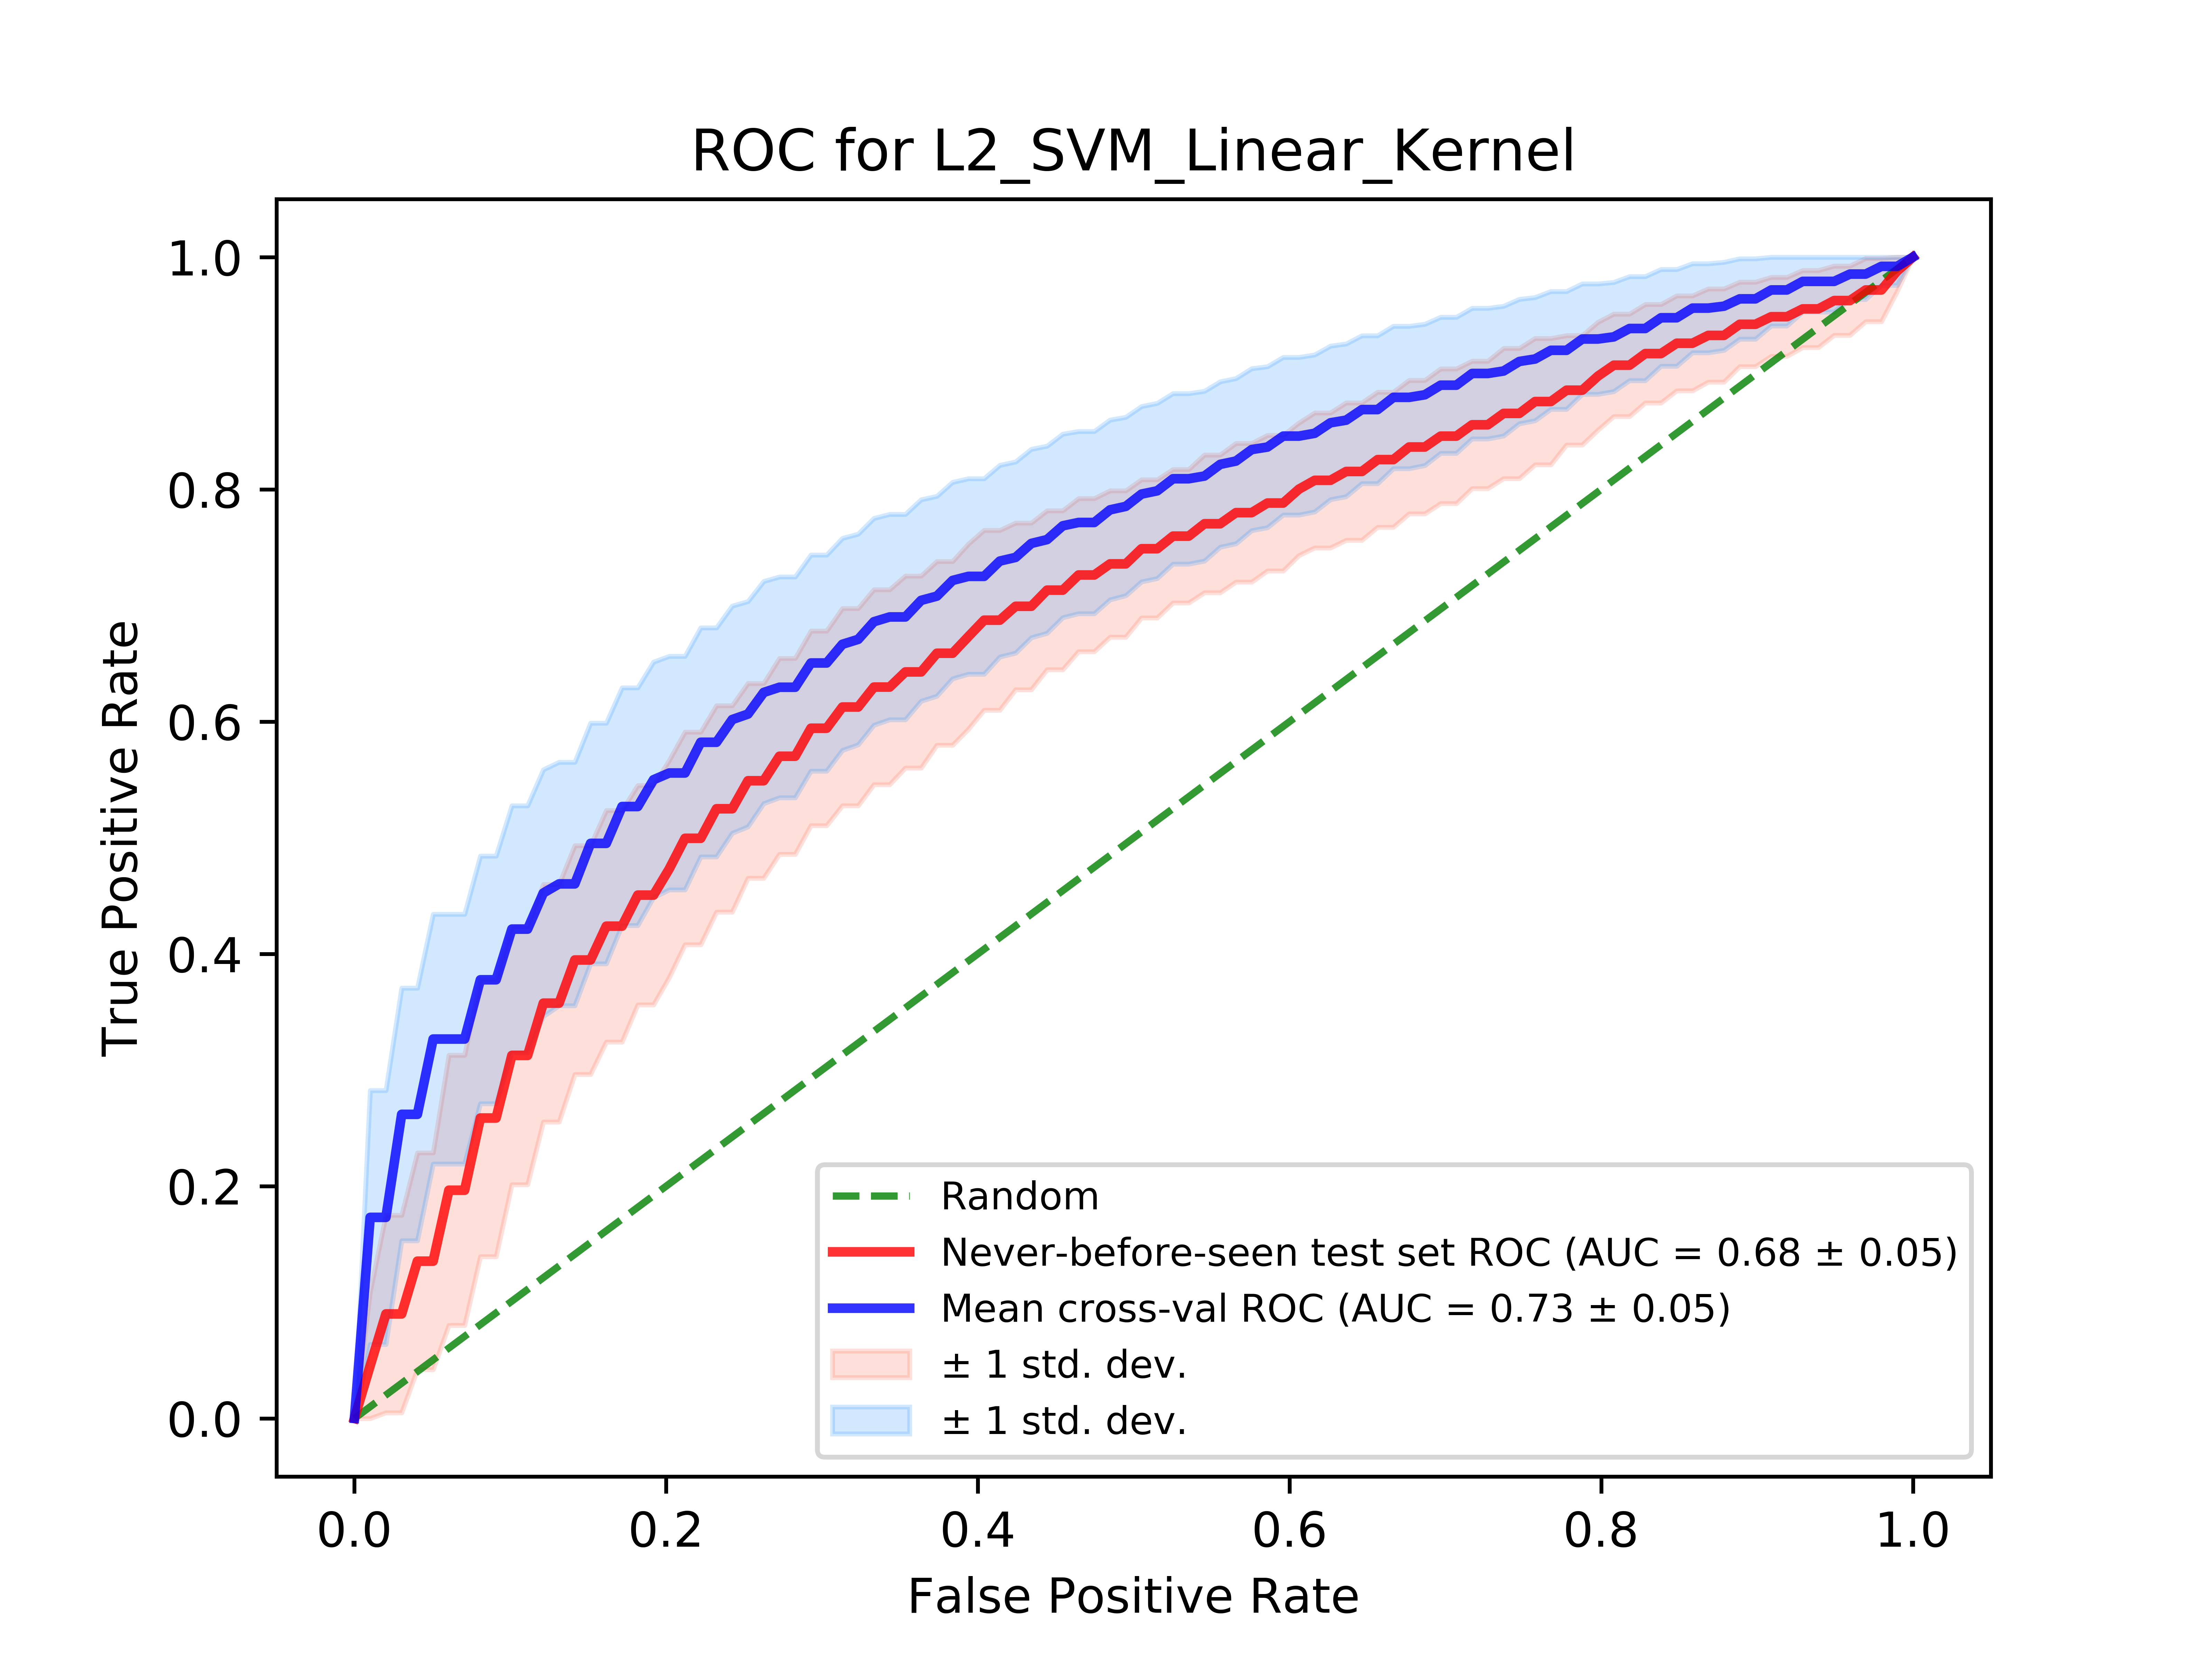 ROC for L2_SVM_Linear_Kernel
True Positive Rate
1.0
0.8
0.6
0.4
0.2
0.0
Random
Never-before-seen test set ROC (AUC = 0.68 ± 0.05)
Mean cross-val ROC (AUC = 0.73 ± 0.05)
± 1 std. dev.
± 1 std. dev.
0.0 0.2 0.4 0.6 0.8 1.0
False Positive Rate